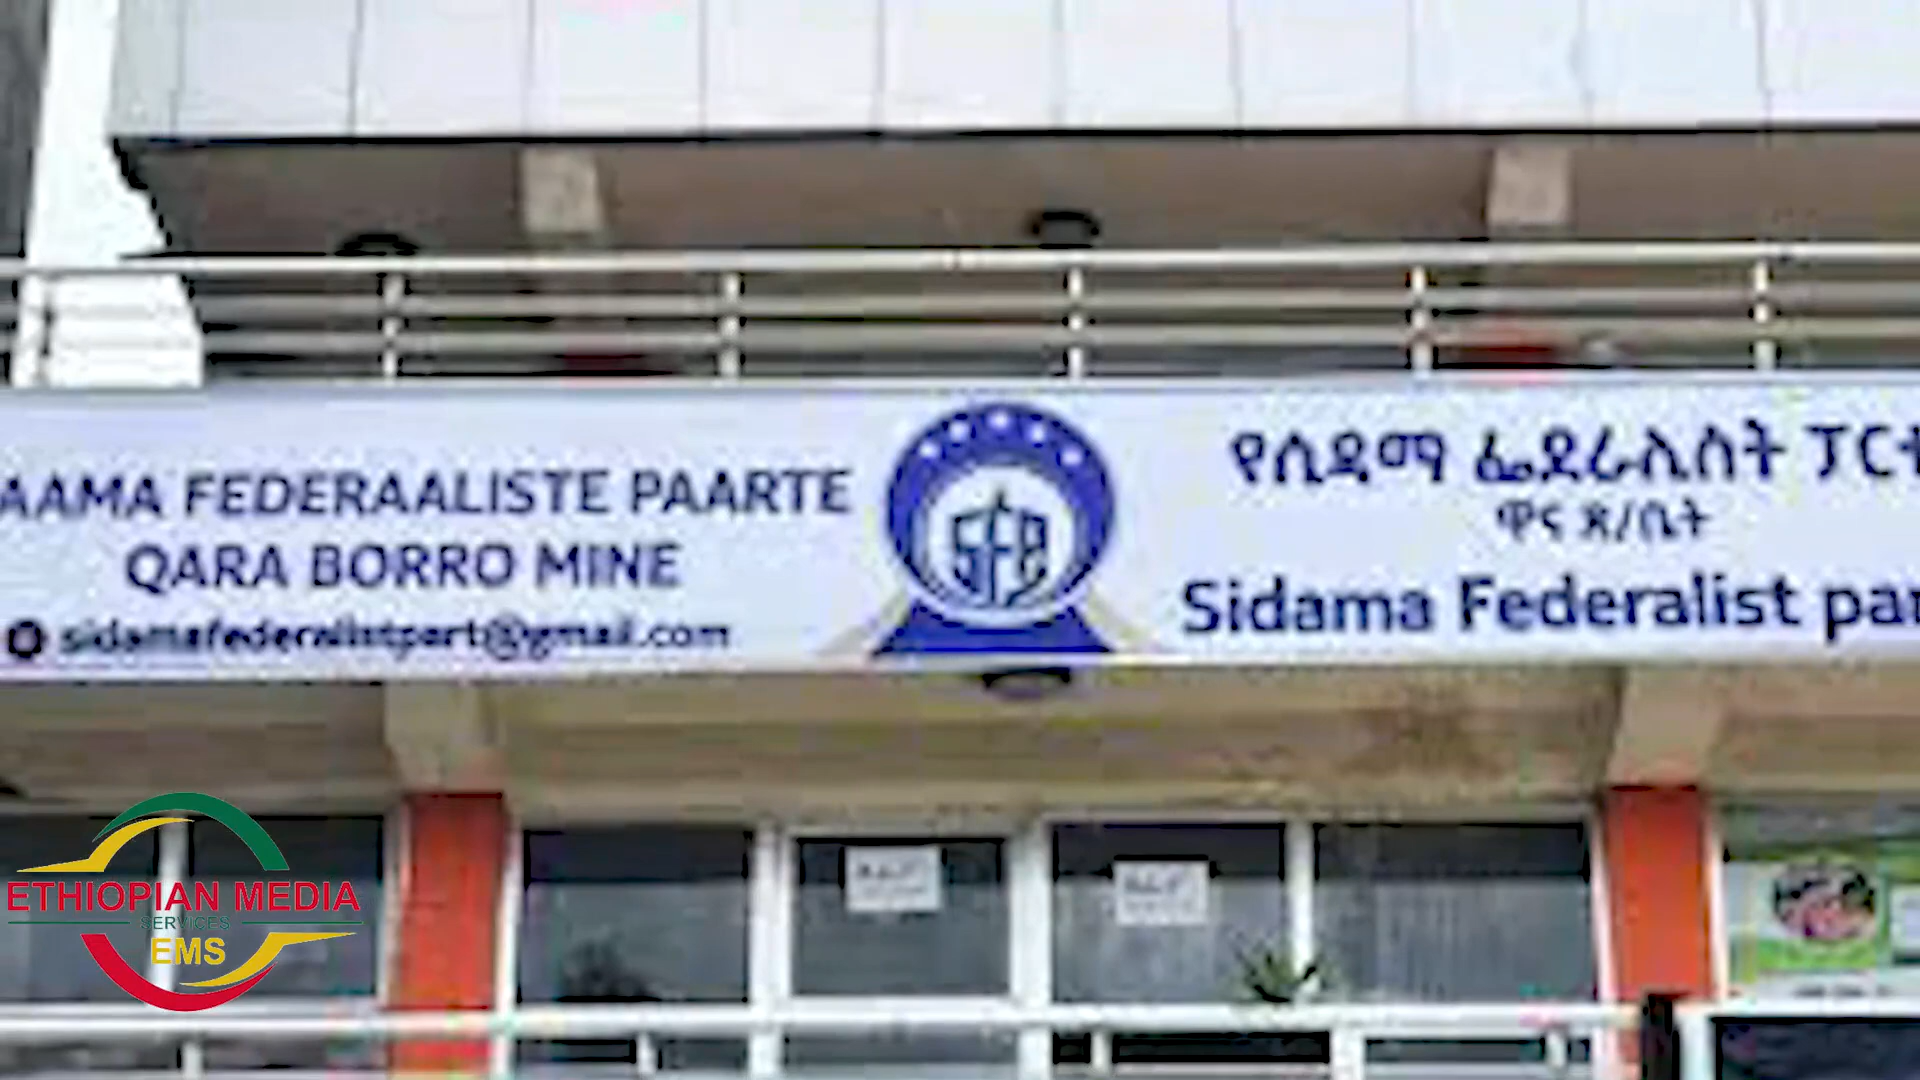 AAMA FEDERAALISTE PAARTE
QARA BORRO MINE
sidamafederalistpart@gmail.com
sfp
የሲዳማ ፌደራሊስት ፓርቲ
ዋና ጽ/ቤት
Sidama Federalist par
ETHIOPIAN MEDIA
SERVICES
EMS